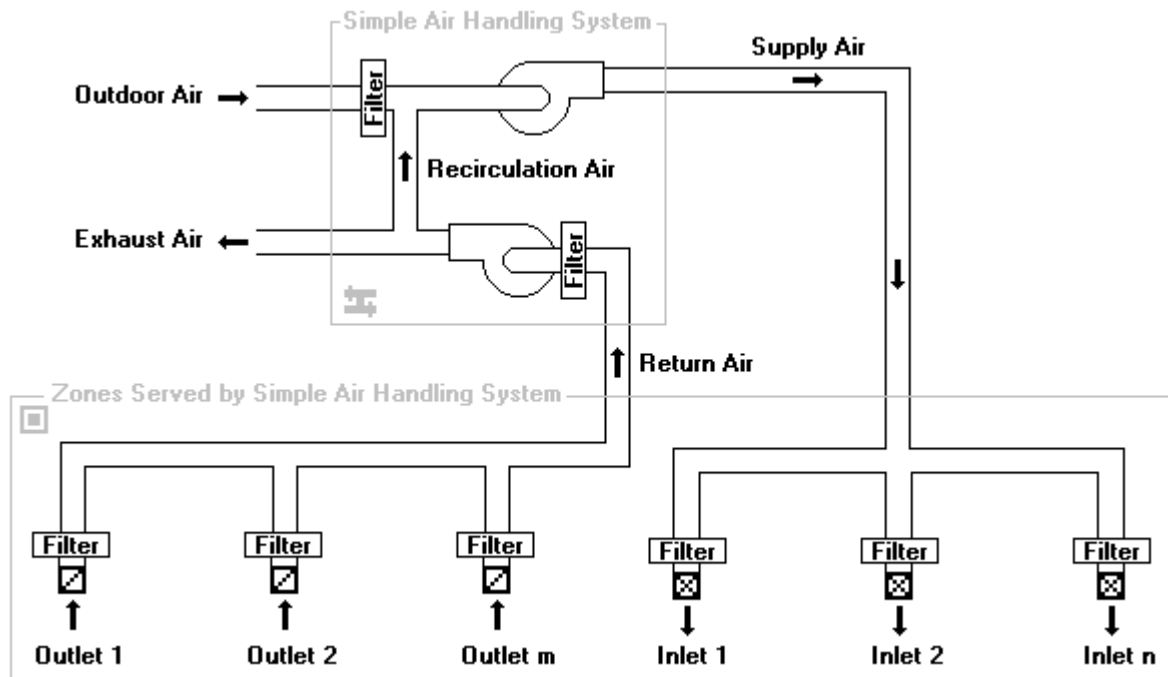 Simple Air Handling System
Supply Air
Outdoor Air
Filter
Recirculation Air
Exhaust Air
Filter
Return Air
Zones Served by Simple Air Handling System
Filter
Filter
Filter
Filter
Filter
Filter
Outlet 1
Outlet 2
Outlet m
Inlet 1
Inlet 2
Inlet n